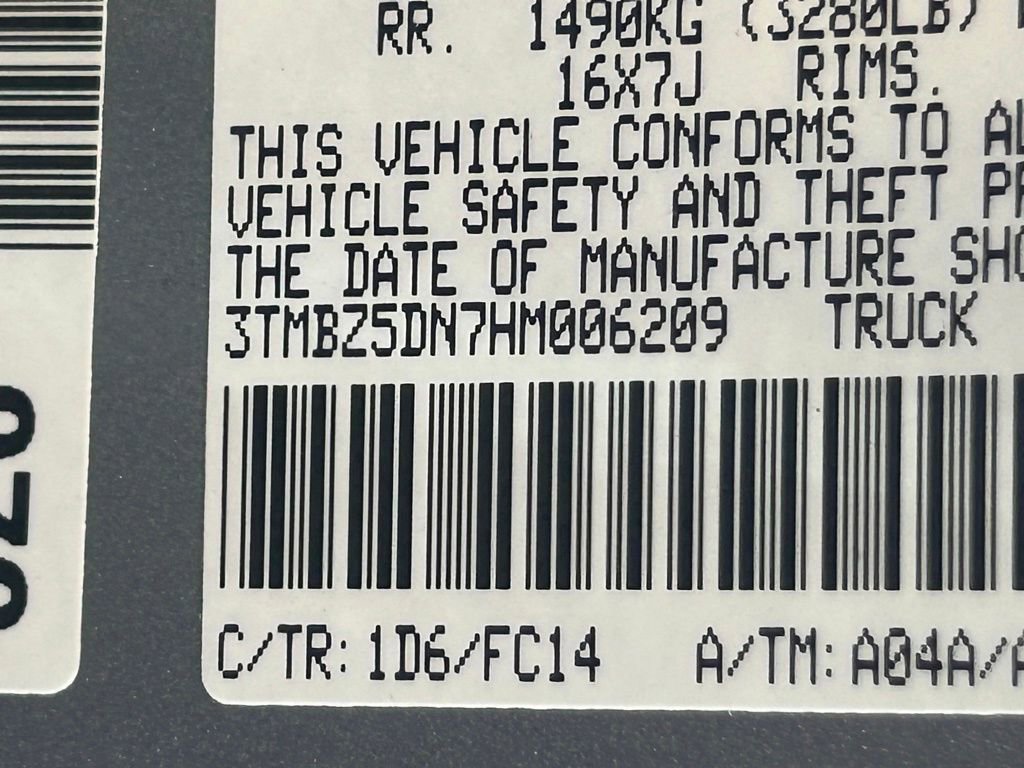 RR. 1490KG (3280LB)
16X7J RIMS.
THIS VEHICLE CONFORMS TO
VEHICLE SAFETY AND THEFT
THE DATE OF MANUFACTURE
3TMBZ5DN7HM006209 TRUCK
C/TR: 1D6/FC14 A/TM: A04A/